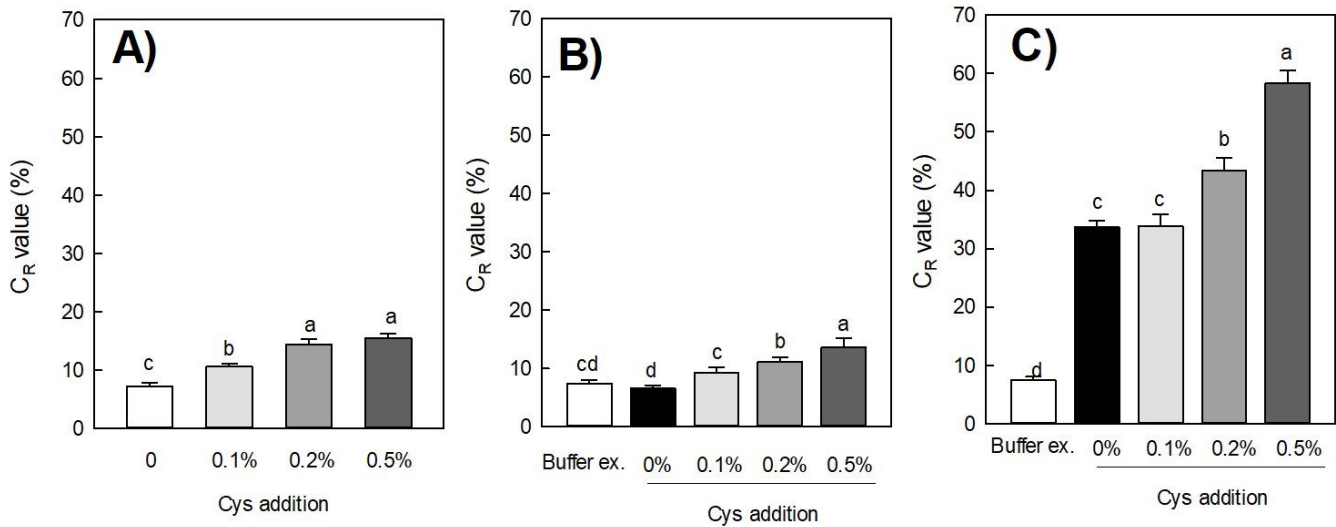 A)
C_R value (%)
70
60
50
40
30
20
10
0
c
b
a
a
0 0.1% 0.2% 0.5%
Cys addition
B)
C_R value (%)
70
60
50
40
30
20
10
0
cd
d
c
b
a
Buffer ex. 0% 0.1% 0.2% 0.5%
Cys addition
C)
C_R value (%)
70
60
50
40
30
20
10
0
d
c
c
b
a
Buffer ex. 0% 0.1% 0.2% 0.5%
Cys addition